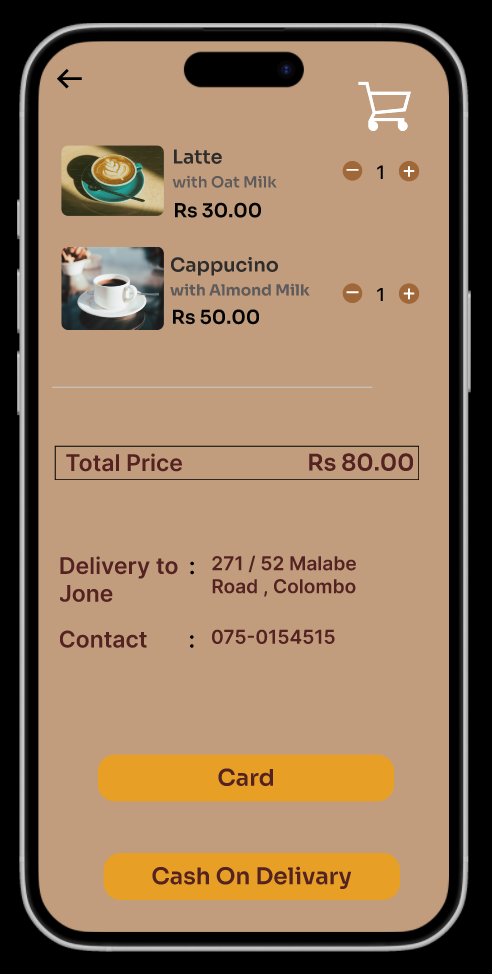 Latte
with Oat Milk
Rs 30.00
− 1 +
Cappucino
with Almond Milk
Rs 50.00
− 1 +
Total Price Rs 80.00
Delivery to : 271 / 52 Malabe
Jone Road , Colombo
Contact : 075-0154515
Card
Cash On Delivary